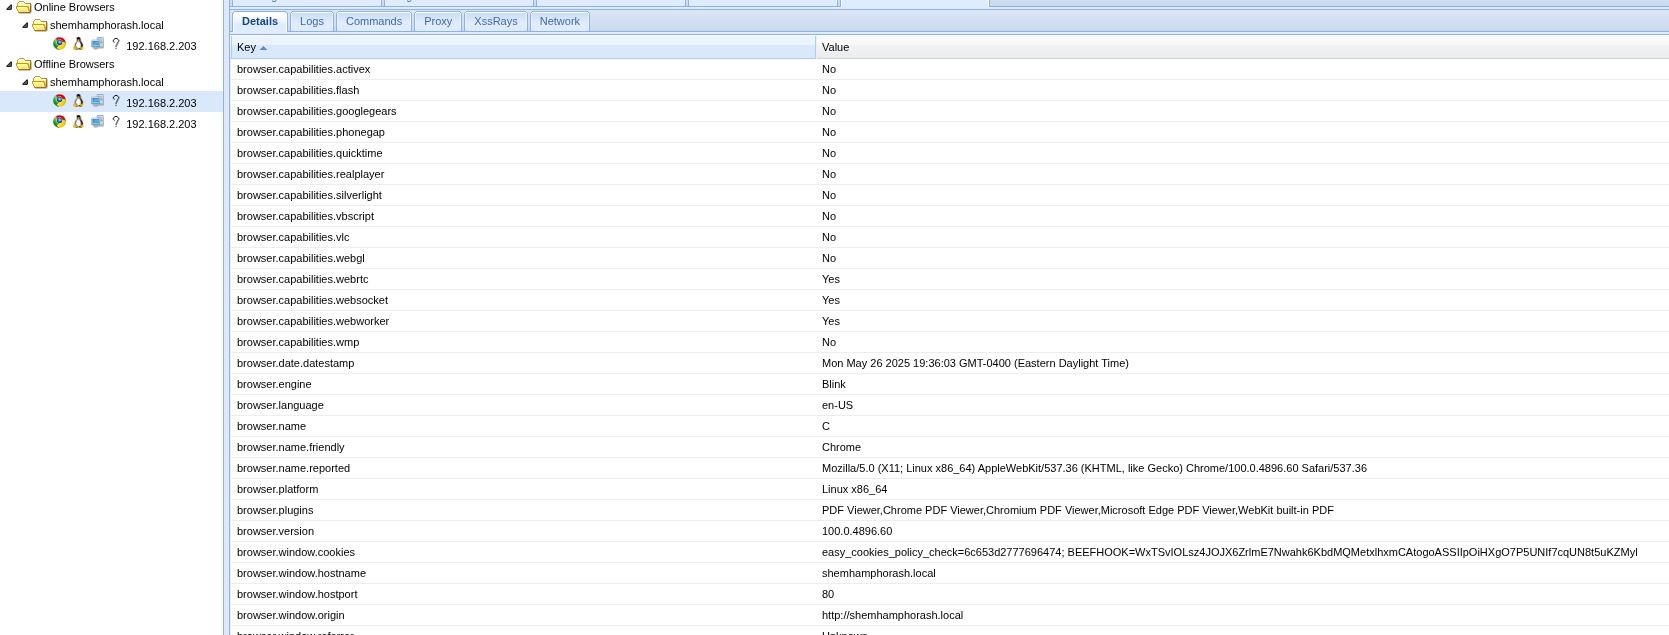 Online Browsers
shemhamphorash.local
? 192.168.2.203
Offline Browsers
shemhamphorash.local
? 192.168.2.203
? 192.168.2.203
Details Logs Commands Proxy XssRays Network
Key Value
browser.capabilities.activex No
browser.capabilities.flash No
browser.capabilities.googlegears No
browser.capabilities.phonegap No
browser.capabilities.quicktime No
browser.capabilities.realplayer No
browser.capabilities.silverlight No
browser.capabilities.vbscript No
browser.capabilities.vlc No
browser.capabilities.webgl No
browser.capabilities.webrtc Yes
browser.capabilities.websocket Yes
browser.capabilities.webworker Yes
browser.capabilities.wmp No
browser.date.datestamp Mon May 26 2025 19:36:03 GMT-0400 (Eastern Daylight Time)
browser.engine Blink
browser.language en-US
browser.name C
browser.name.friendly Chrome
browser.name.reported Mozilla/5.0 (X11; Linux x86_64) AppleWebKit/537.36 (KHTML, like Gecko) Chrome/100.0.4896.60 Safari/537.36
browser.platform Linux x86_64
browser.plugins PDF Viewer,Chrome PDF Viewer,Chromium PDF Viewer,Microsoft Edge PDF Viewer,WebKit built-in PDF
browser.version 100.0.4896.60
browser.window.cookies easy_cookies_policy_check=6c653d2777696474; BEEFHOOK=WxTSvIOLsz4JOJX6ZrlmE7Nwahk6KbdMQMetxlhxmCAtogoASSIlpOiHXgO7P5UNIf7cqUN8t5uKZMyl
browser.window.hostname shemhamphorash.local
browser.window.hostport 80
browser.window.origin http://shemhamphorash.local